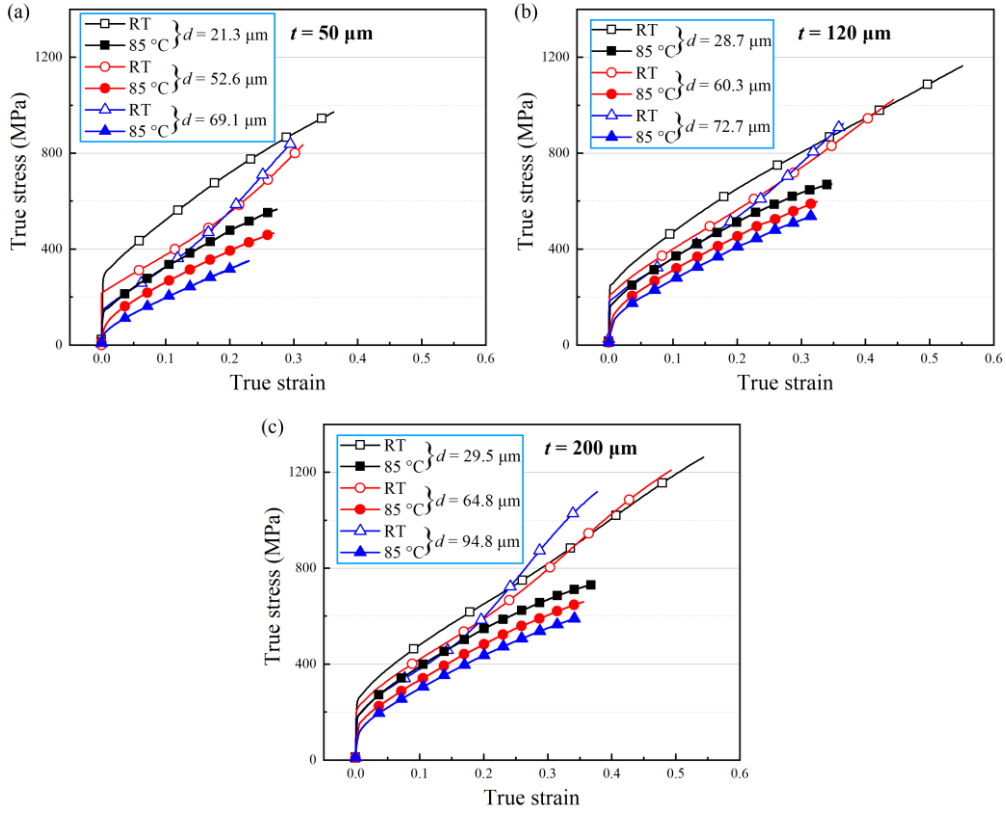 (a)
RT
85 °C
} d = 21.3 μm
RT
85 °C
} d = 52.6 μm
RT
85 °C
} d = 69.1 μm
t = 50 μm
True stress (MPa)
1200
800
400
0
0.0 0.1 0.2 0.3 0.4 0.5 0.6
True strain
(b)
RT
85 °C
} d = 28.7 μm
RT
85 °C
} d = 60.3 μm
RT
85 °C
} d = 72.7 μm
t = 120 μm
True stress (MPa)
1200
800
400
0
0.0 0.1 0.2 0.3 0.4 0.5 0.6
True strain
(c)
RT
85 °C
} d = 29.5 μm
RT
85 °C
} d = 64.8 μm
RT
85 °C
} d = 94.8 μm
t = 200 μm
True stress (MPa)
1200
800
400
0
0.0 0.1 0.2 0.3 0.4 0.5 0.6
True strain